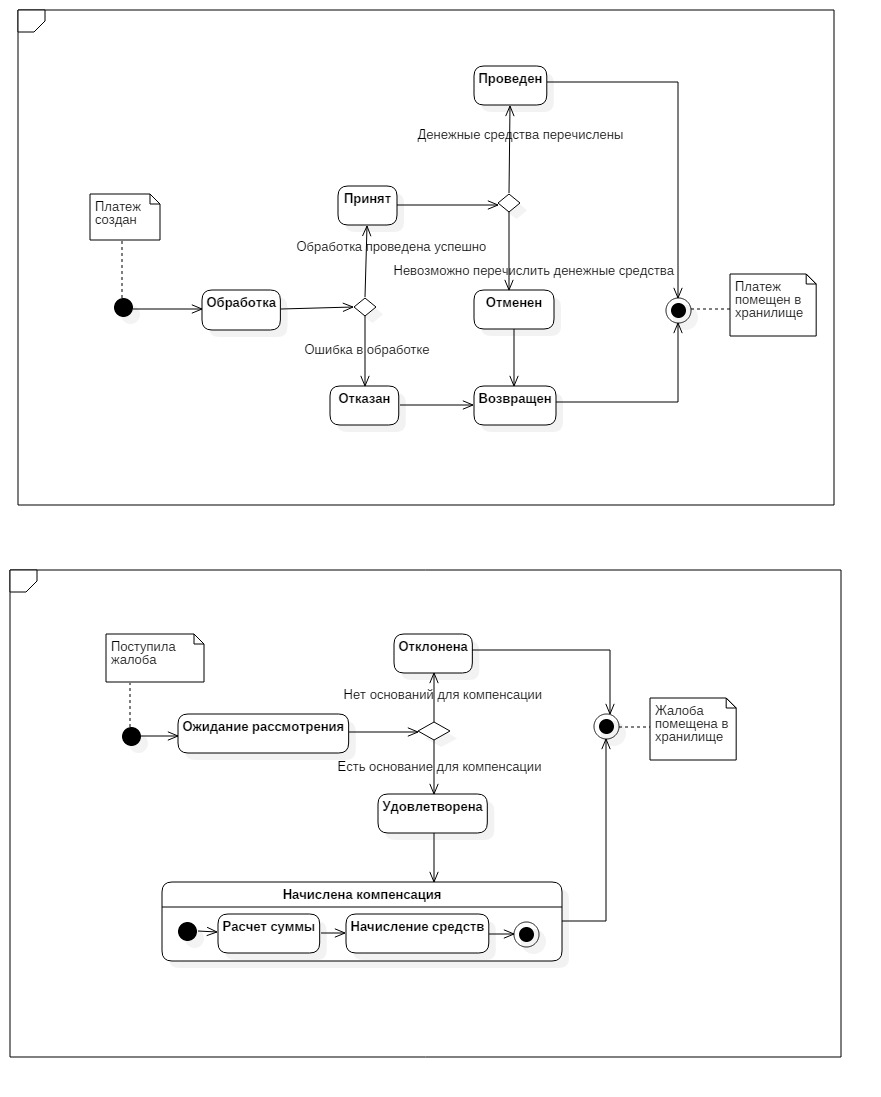 Проведен
Денежные средства перечислены
Платеж
создан
Принят
Обработка проведена успешно
Невозможно перечислить денежные средства
Обработка
Отменен
Платеж
помещен в
хранилище
Ошибка в обработке
Отказан
Возвращен
Поступила
жалоба
Отклонена
Нет оснований для компенсации
Жалоба
помещена в
хранилище
Ожидание рассмотрения
Есть основание для компенсации
Удовлетворена
Начислена компенсация
Расчет суммы
Начисление средств